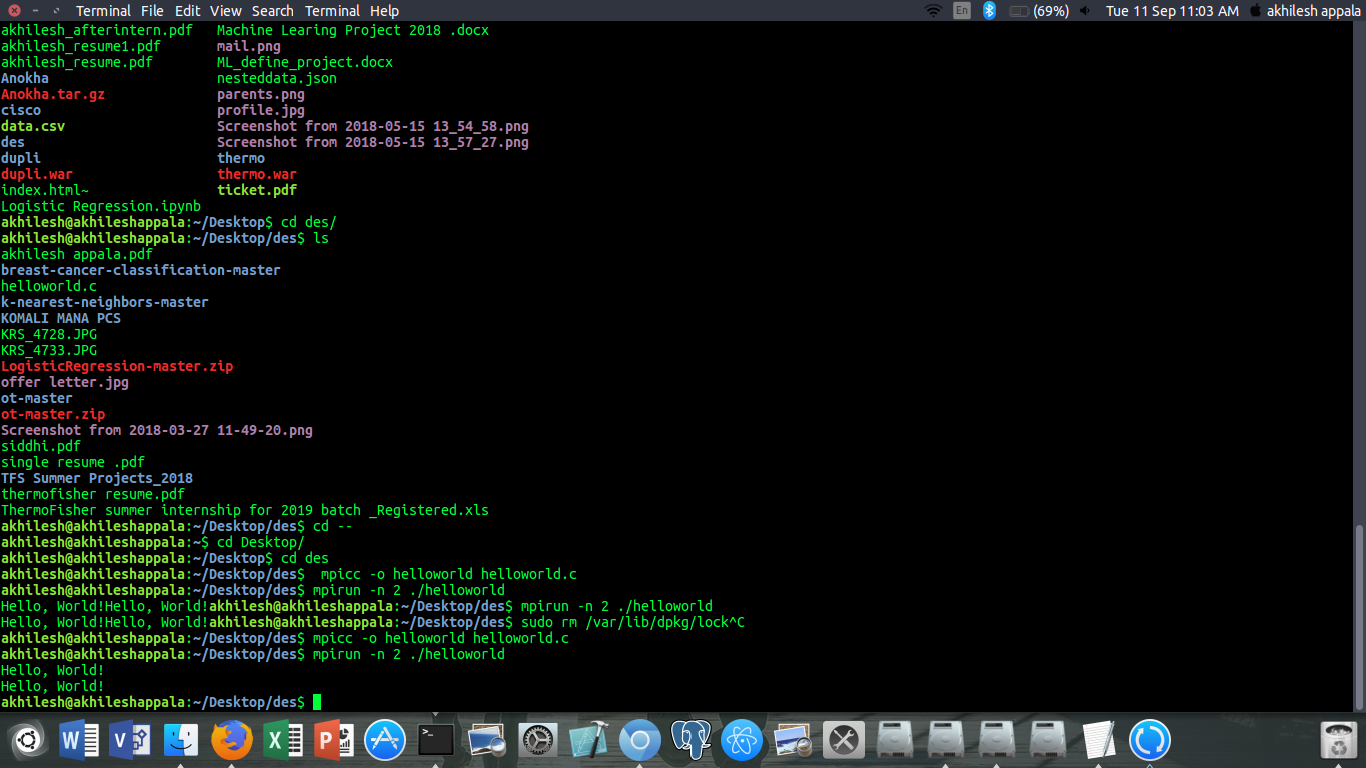 Terminal File Edit View Search Terminal Help En (69%) Tue 11 Sep 11:03 AM akhilesh appala
akhilesh_afterintern.pdf Machine Learing Project 2018 .docx
akhilesh_resume1.pdf mail.png
akhilesh_resume.pdf ML_define_project.docx
Anokha nesteddata.json
Anokha.tar.gz parents.png
cisco profile.jpg
data.csv Screenshot from 2018-05-15 13_54_58.png
des Screenshot from 2018-05-15 13_57_27.png
dupli thermo
dupli.war thermo.war
index.html~ ticket.pdf
Logistic Regression.ipynb
akhilesh@akhileshappala:~/Desktop$ cd des/
akhilesh@akhileshappala:~/Desktop/des$ ls
akhilesh appala.pdf
breast-cancer-classification-master
helloworld.c
k-nearest-neighbors-master
KOMALI MANA PCS
KRS_4728.JPG
KRS_4733.JPG
LogisticRegression-master.zip
offer letter.jpg
ot-master
ot-master.zip
Screenshot from 2018-03-27 11-49-20.png
siddhi.pdf
single resume .pdf
TFS Summer Projects_2018
thermofisher resume.pdf
ThermoFisher summer internship for 2019 batch _Registered.xls
akhilesh@akhileshappala:~/Desktop/des$ cd --
akhilesh@akhileshappala:~$ cd Desktop/
akhilesh@akhileshappala:~/Desktop$ cd des
akhilesh@akhileshappala:~/Desktop/des$  mpicc -o helloworld helloworld.c
akhilesh@akhileshappala:~/Desktop/des$ mpirun -n 2 ./helloworld
Hello, World!Hello, World!akhilesh@akhileshappala:~/Desktop/des$ mpirun -n 2 ./helloworld
Hello, World!Hello, World!akhilesh@akhileshappala:~/Desktop/des$ sudo rm /var/lib/dpkg/lock^C
akhilesh@akhileshappala:~/Desktop/des$ mpicc -o helloworld helloworld.c
akhilesh@akhileshappala:~/Desktop/des$ mpirun -n 2 ./helloworld
Hello, World!
Hello, World!
akhilesh@akhileshappala:~/Desktop/des$
W V X P >_